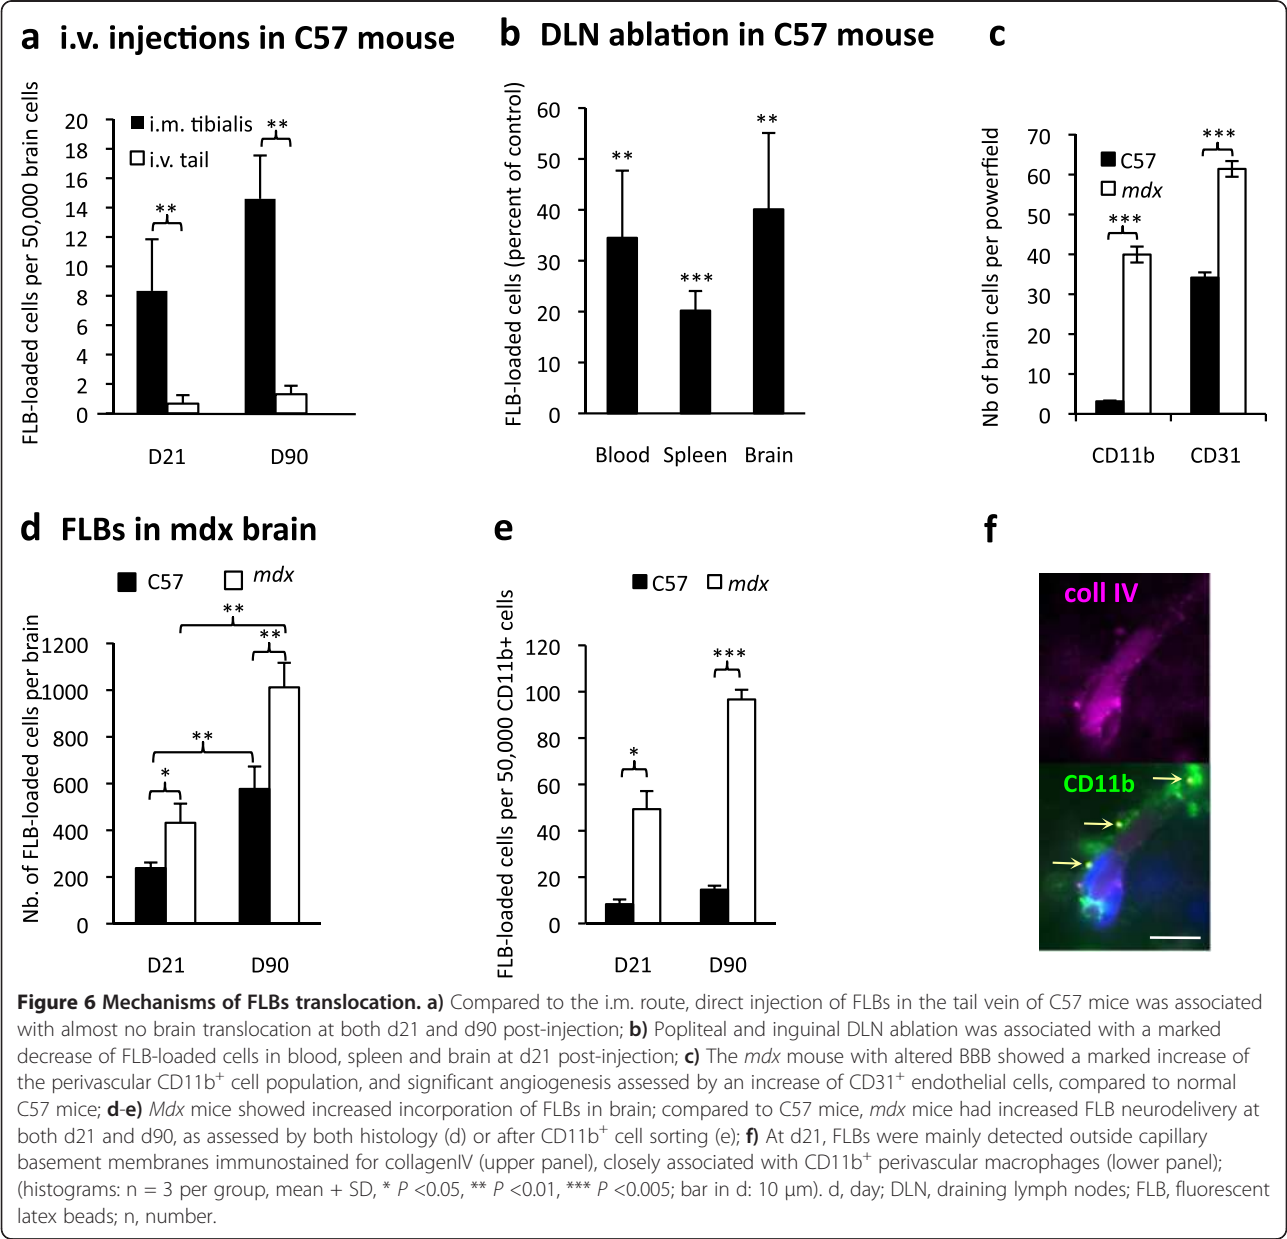 a i.v. injections in C57 mouse
FLB-loaded cells per 50,000 brain cells
20
18
16
14
12
10
8
6
4
2
0
i.m. tibialis
i.v. tail
**
**
D21 D90
b DLN ablation in C57 mouse
FLB-loaded cells (percent of control)
60
50
40
30
20
10
0
**
***
**
Blood Spleen Brain
c
Nb of brain cells per powerfield
70
60
50
40
30
20
10
0
C57
mdx
***
***
CD11b CD31
d FLBs in mdx brain
C57 mdx
Nb. of FLB-loaded cells per brain
1200
1000
800
600
400
200
0
**
**
**
*
D21 D90
e
C57 mdx
FLB-loaded cells per 50,000 CD11b+ cells
120
100
80
60
40
20
0
*
***
D21 D90
f
coll IV
CD11b
Figure 6 Mechanisms of FLBs translocation. a) Compared to the i.m. route, direct injection of FLBs in the tail vein of C57 mice was associated
with almost no brain translocation at both d21 and d90 post-injection; b) Popliteal and inguinal DLN ablation was associated with a marked
decrease of FLB-loaded cells in blood, spleen and brain at d21 post-injection; c) The mdx mouse with altered BBB showed a marked increase of
the perivascular CD11b+ cell population, and significant angiogenesis assessed by an increase of CD31+ endothelial cells, compared to normal
C57 mice; d-e) Mdx mice showed increased incorporation of FLBs in brain; compared to C57 mice, mdx mice had increased FLB neurodelivery at
both d21 and d90, as assessed by both histology (d) or after CD11b+ cell sorting (e); f) At d21, FLBs were mainly detected outside capillary
basement membranes immunostained for collagenIV (upper panel), closely associated with CD11b+ perivascular macrophages (lower panel);
(histograms: n = 3 per group, mean + SD, * P <0.05, ** P <0.01, *** P <0.005; bar in d: 10 μm). d, day; DLN, draining lymph nodes; FLB, fluorescent
latex beads; n, number.